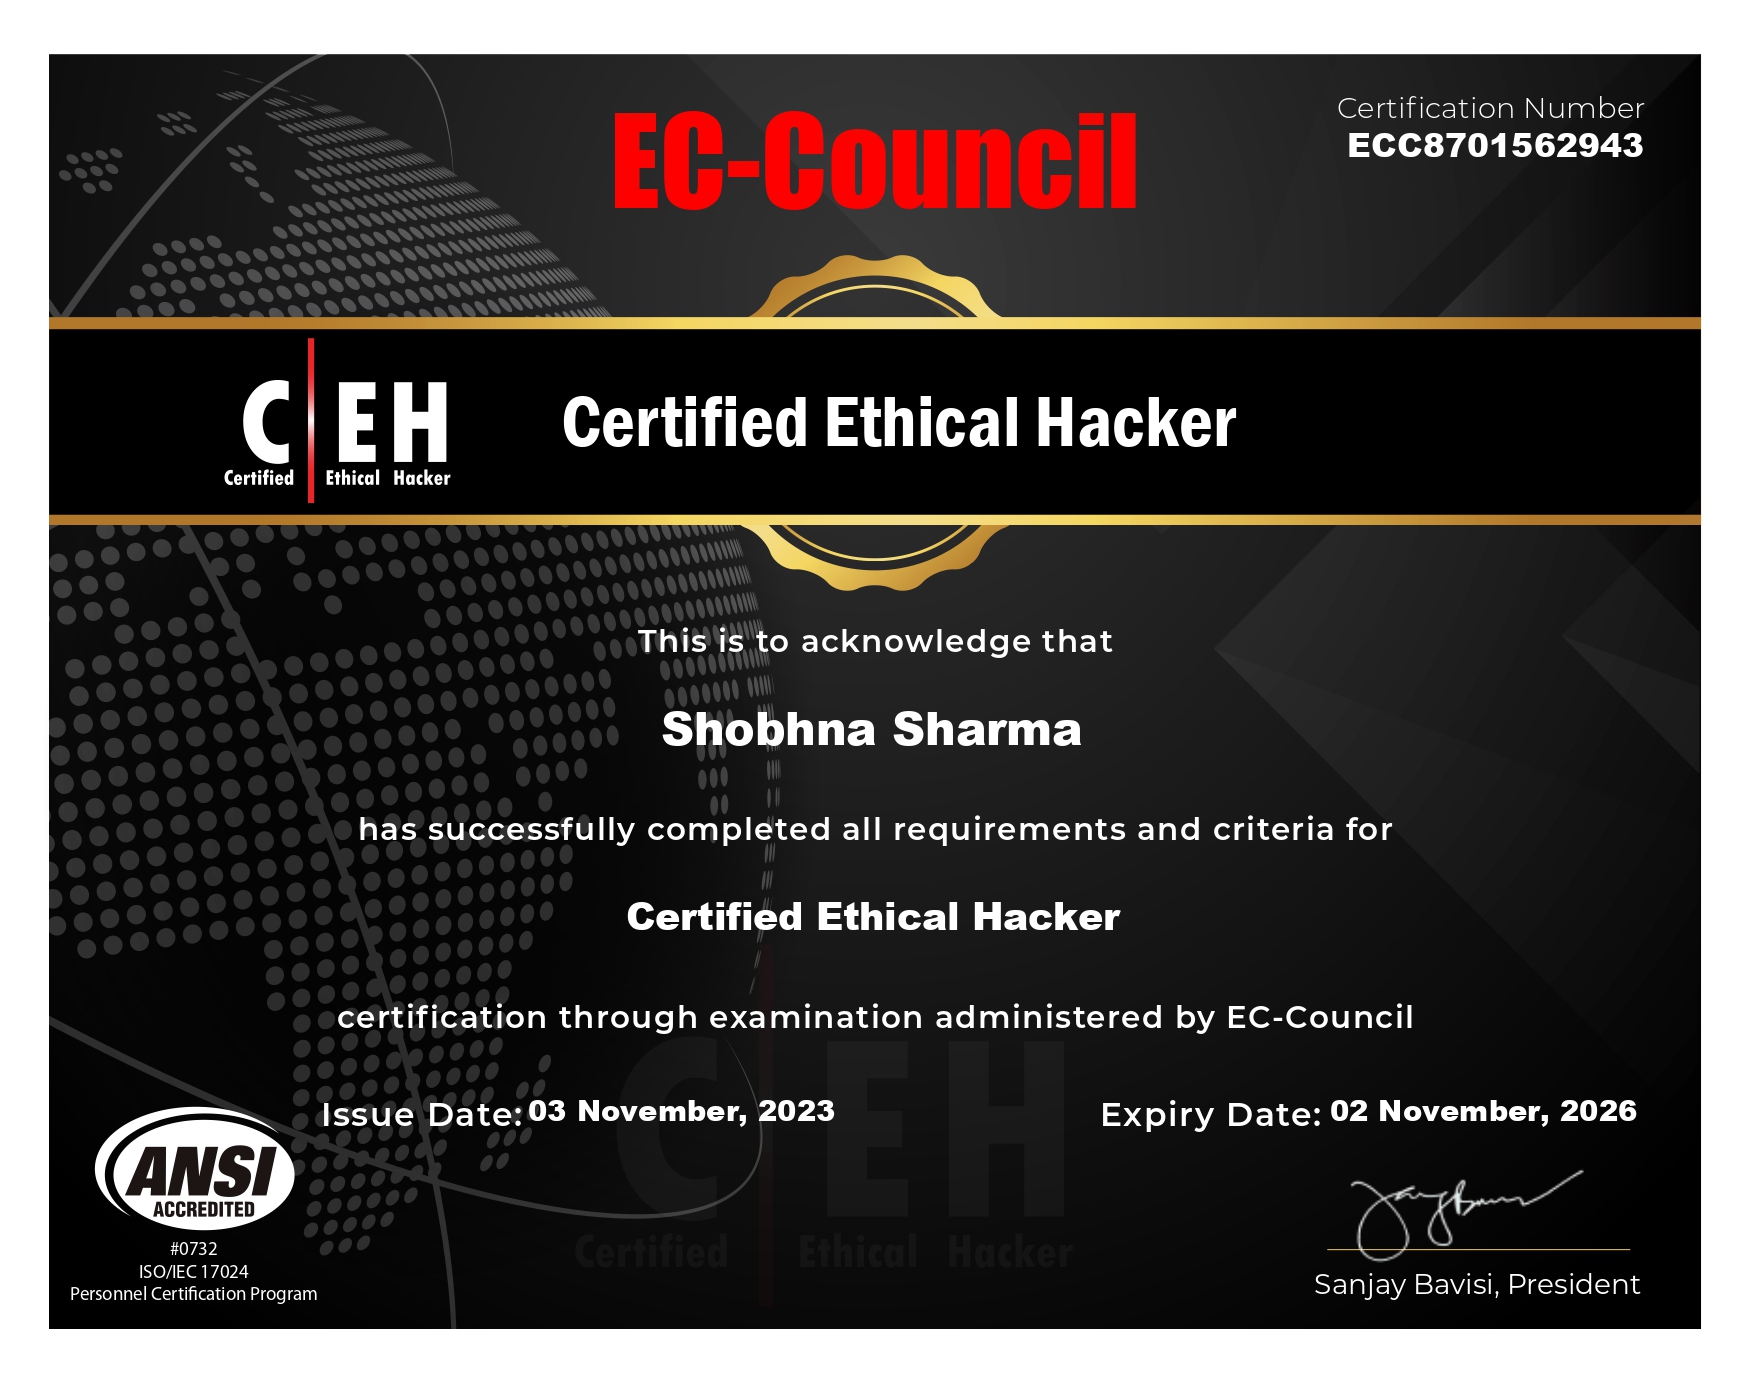 EC-Council
Certification Number
ECC8701562943
C EH
Certified Ethical Hacker
Certified Ethical Hacker
This is to acknowledge that
Shobhna Sharma
has successfully completed all requirements and criteria for
Certified Ethical Hacker
certification through examination administered by EC-Council
Issue Date: 03 November, 2023
Expiry Date: 02 November, 2026
C EH
Certified Ethical Hacker
ANSI
ACCREDITED
#0732
ISO/IEC 17024
Personnel Certification Program
Sanjay Bavisi, President